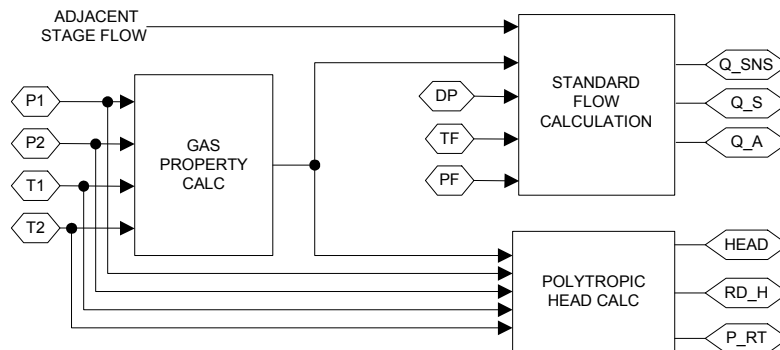 ADJACENT
STAGE FLOW
P1
P2
T1
T2
GAS
PROPERTY
CALC
DP
TF
PF
STANDARD
FLOW
CALCULATION
Q_SNS
Q_S
Q_A
POLYTROPIC
HEAD CALC
HEAD
RD_H
P_RT